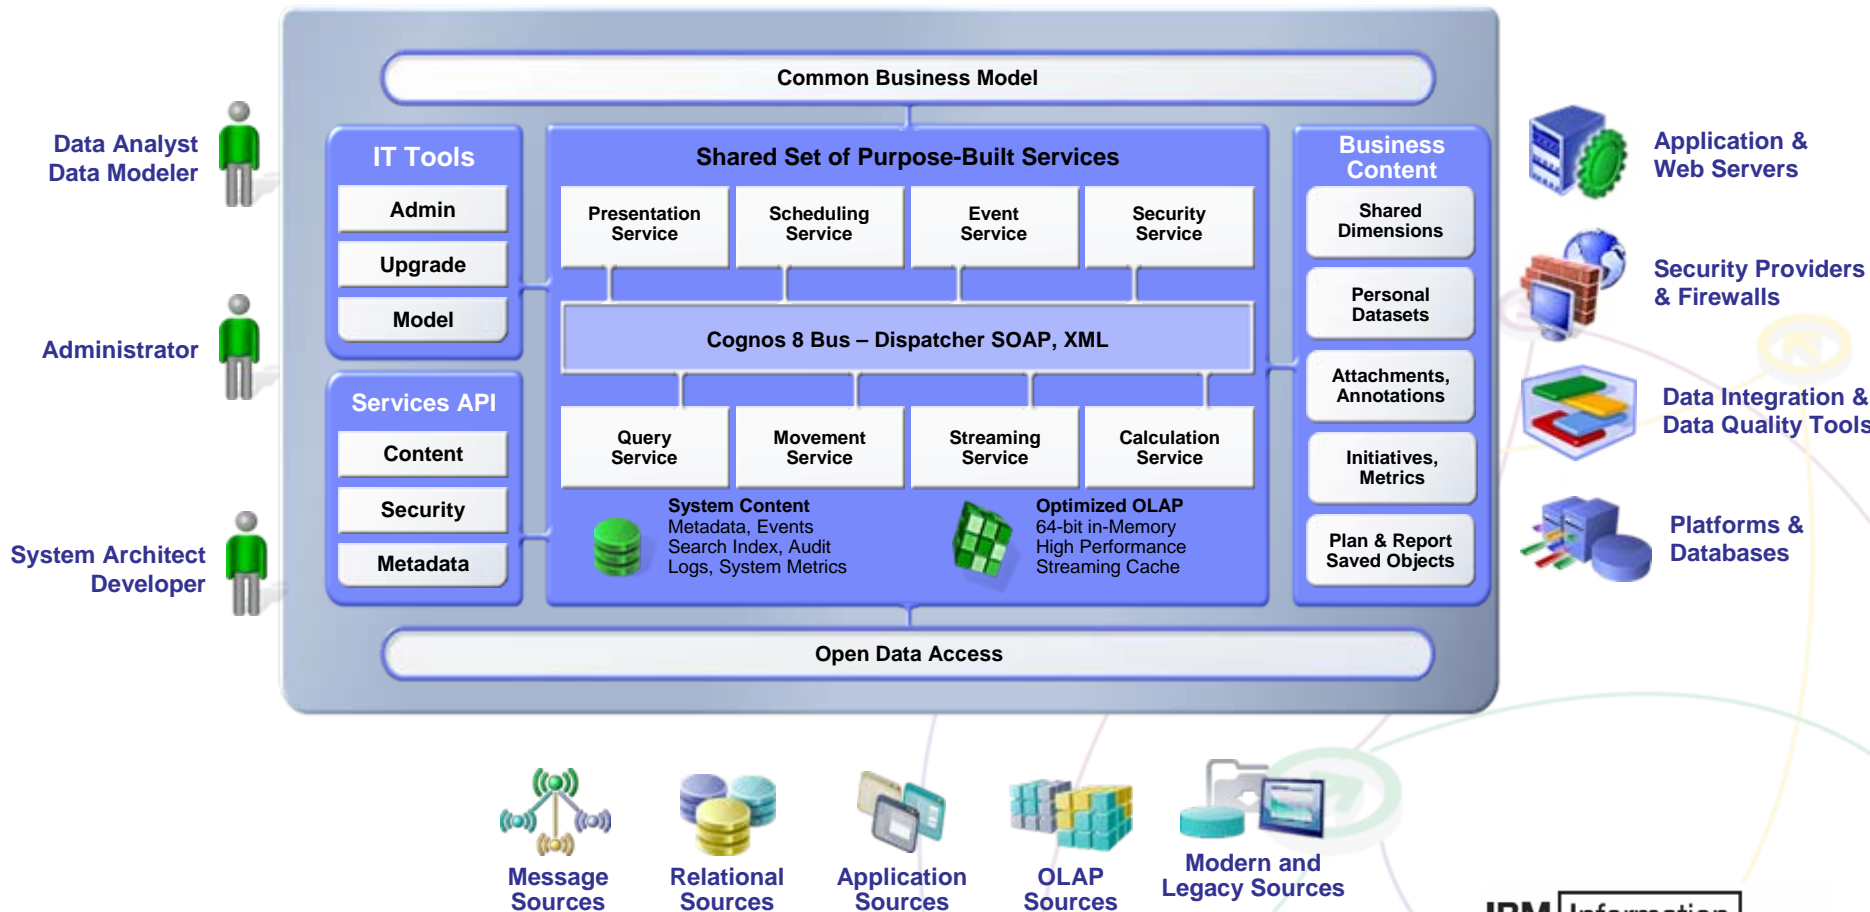 Common Business Model
Data Analyst
Data Modeler
Administrator
System Architect
Developer
IT Tools
Admin
Upgrade
Model
Services API
Content
Security
Metadata
Shared Set of Purpose-Built Services
Presentation
Service
Scheduling
Service
Event
Service
Security
Service
Cognos 8 Bus – Dispatcher SOAP, XML
Query
Service
Movement
Service
Streaming
Service
Calculation
Service
System Content
Metadata, Events
Search Index, Audit
Logs, System Metrics
Optimized OLAP
64-bit in-Memory
High Performance
Streaming Cache
Business
Content
Shared
Dimensions
Personal
Datasets
Attachments,
Annotations
Initiatives,
Metrics
Plan & Report
Saved Objects
Application &
Web Servers
Security Providers
& Firewalls
Data Integration &
Data Quality Tools
Platforms &
Databases
Open Data Access
Message
Sources
Relational
Sources
Application
Sources
OLAP
Sources
Modern and
Legacy Sources
IBM Information